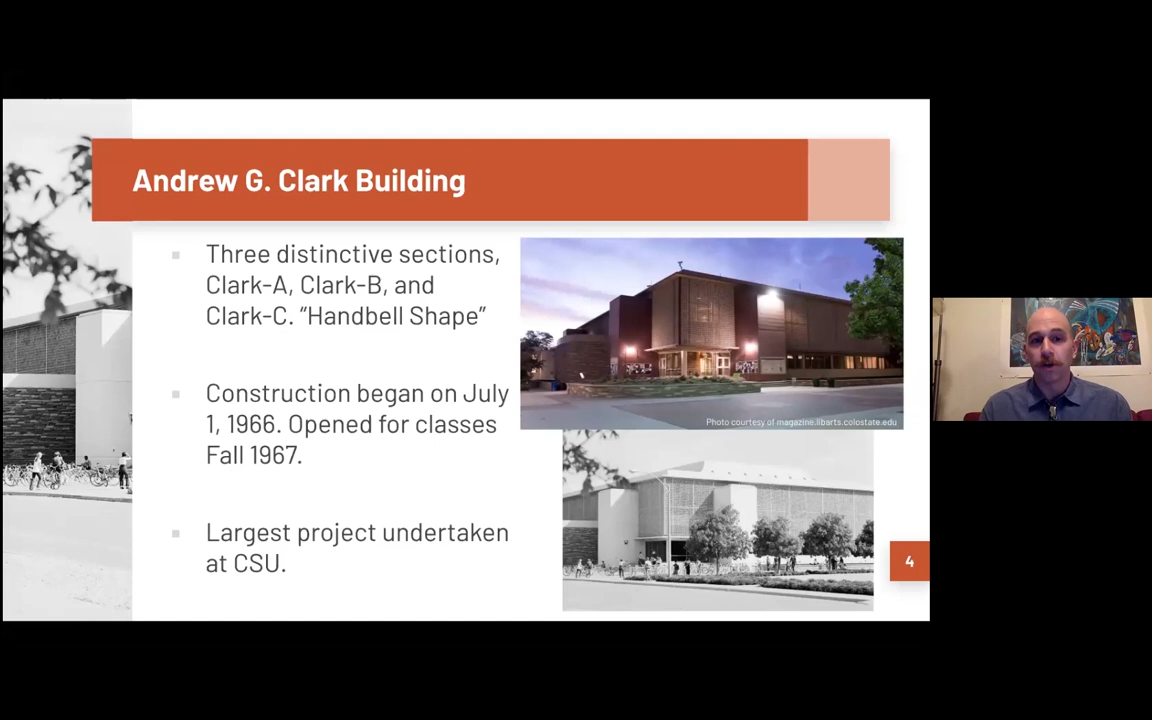 Andrew G. Clark Building
Three distinctive sections,
Clark-A, Clark-B, and
Clark-C. “Handbell Shape”
Construction began on July
1, 1966. Opened for classes
Fall 1967.
Largest project undertaken
at CSU.
Photo courtesy of magazine.libarts.colostate.edu
4